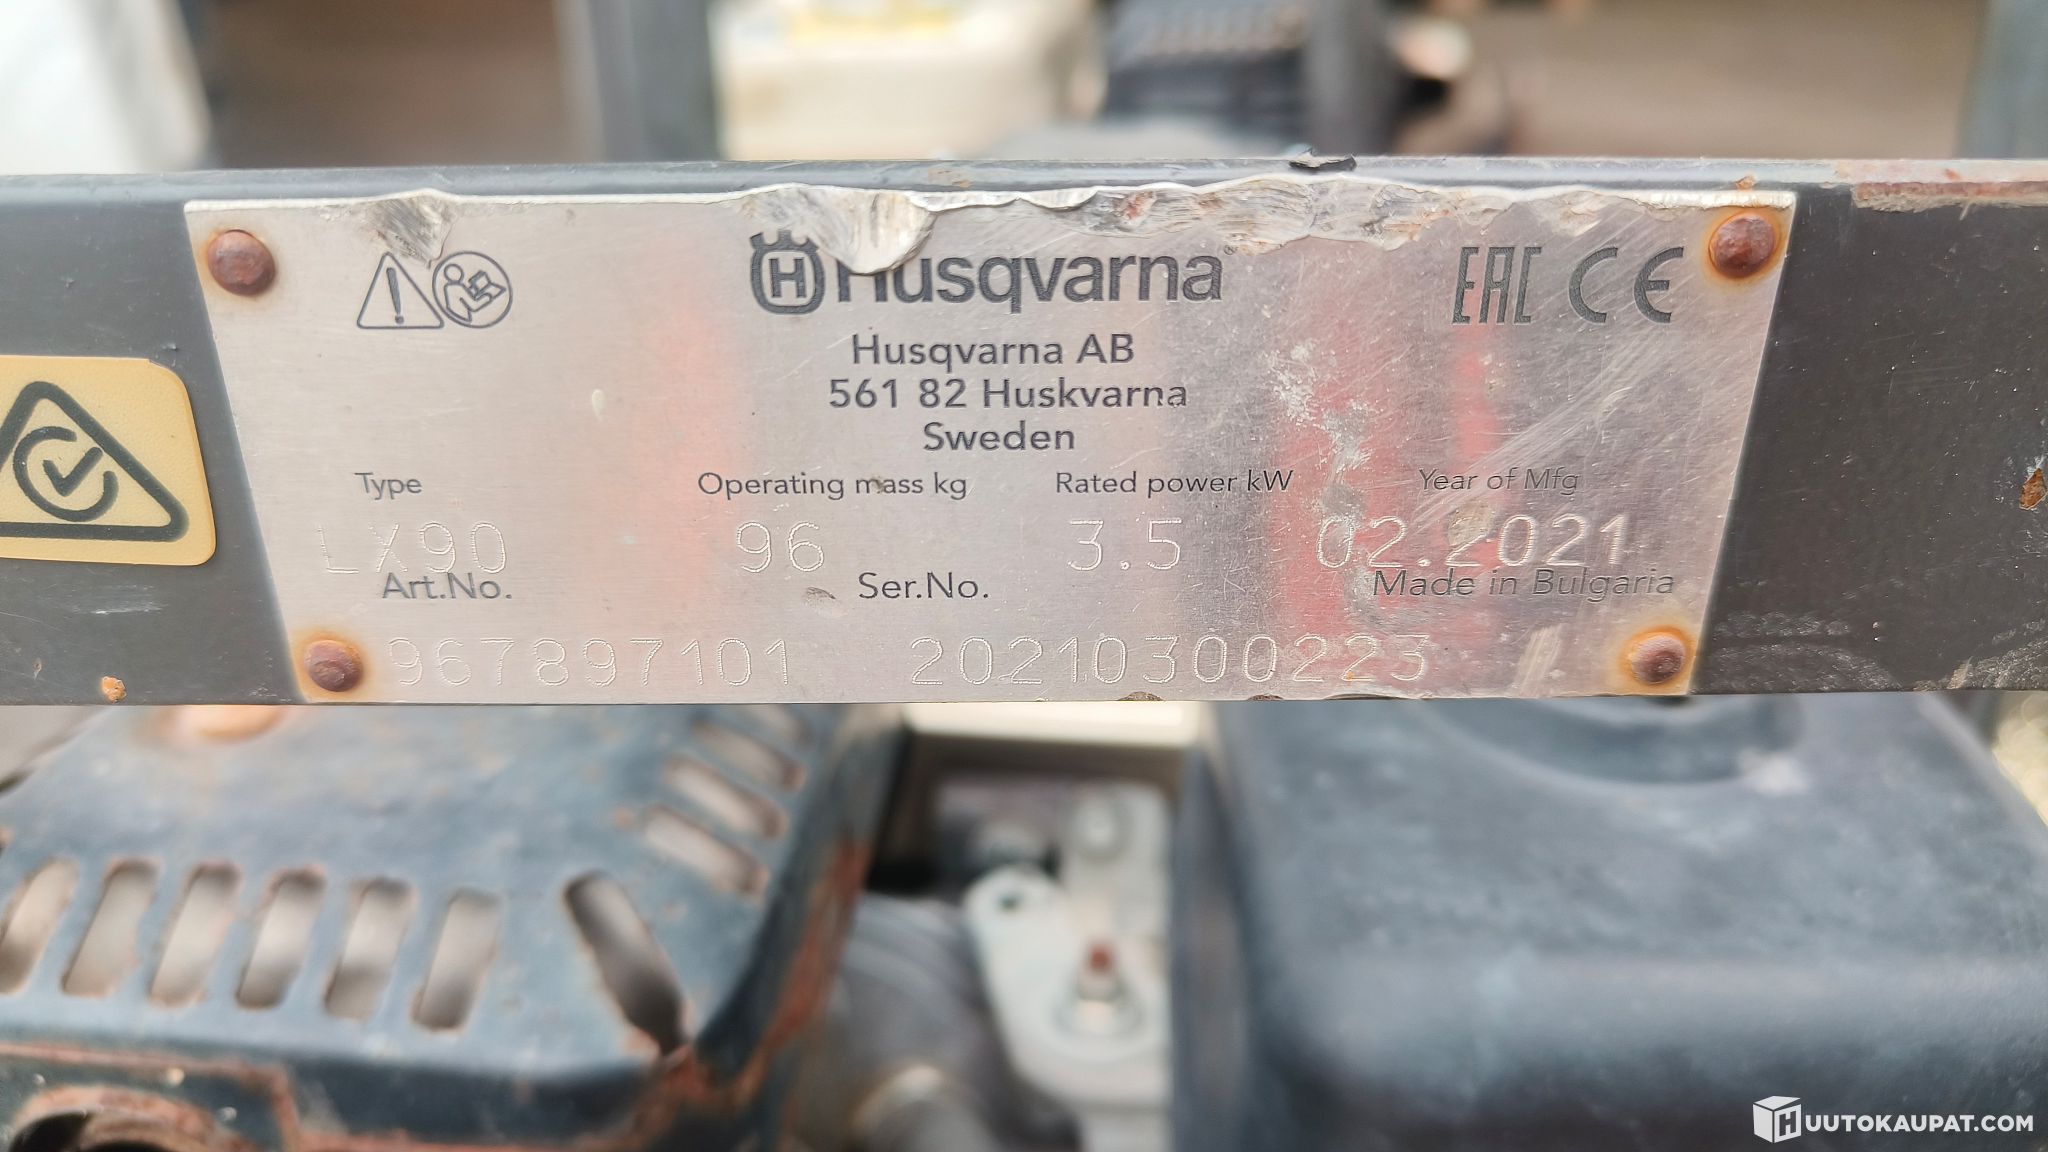 Husqvarna
EAC CE
Husqvarna AB
561 82 Huskvarna
Sweden
Type Operating mass kg Rated power kW Year of Mfg
LX90 96 3.5 02.2021
Art.No. Ser.No. Made in Bulgaria
967897101 20210300223
HUUTOKAUPAT.COM